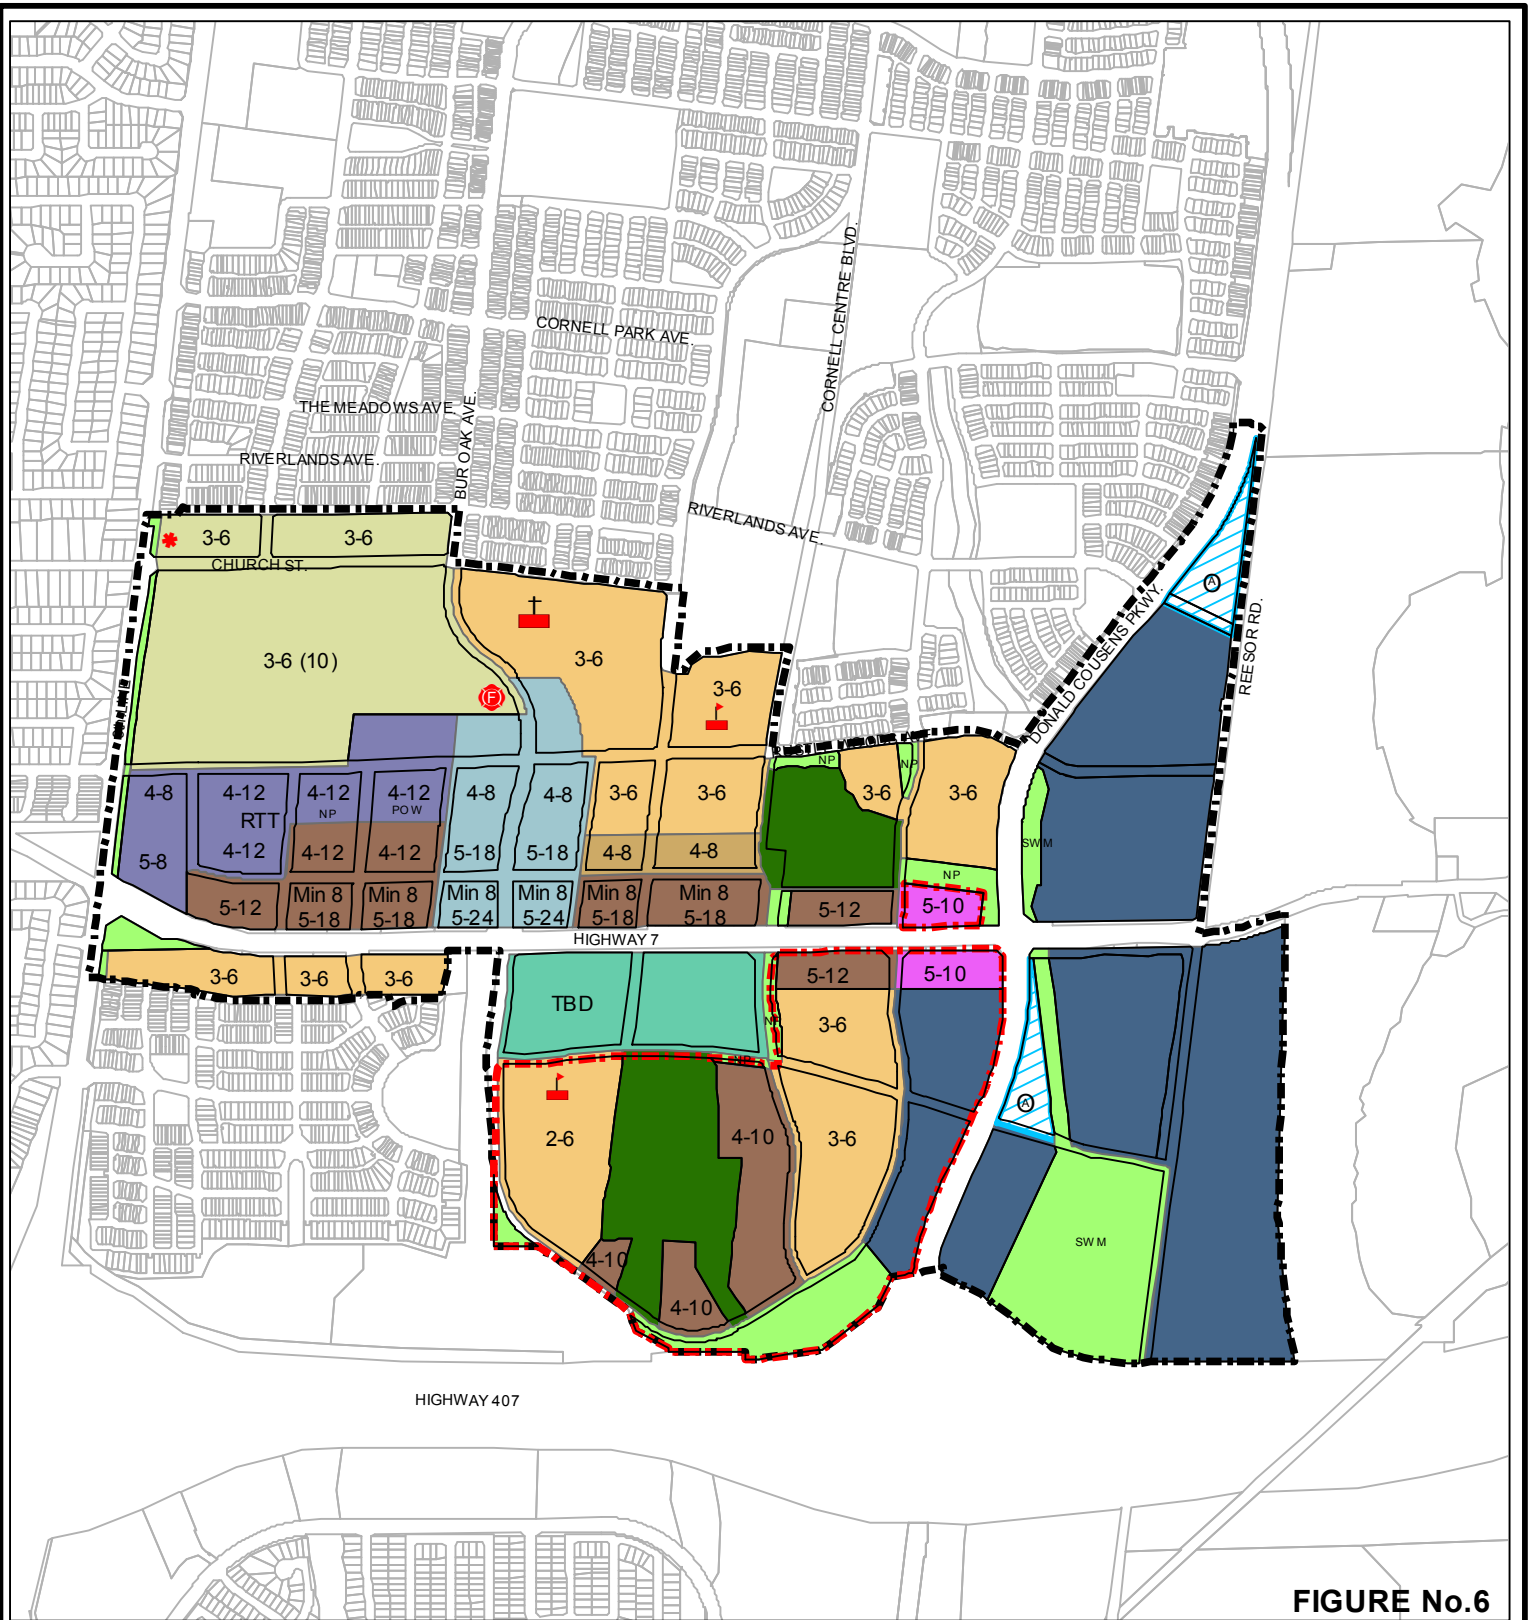 CORNELL CENTRE BLVD.
CORNELL PARK AVE.
THE MEADOWS AVE.
BUR OAK AVE.
RIVERLANDS AVE.
RIVERLANDS AVE.
3-6
3-6
CHURCH ST.
A
DONALD COUSENS PKWY.
REESOR RD.
3-6 (10)
3-6
3-6
F
NP
NP
4-8
4-12
4-12
4-12
4-8
4-8
3-6
3-6
3-6
3-6
NP
POW
RTT
SWM
5-8
4-12
4-12
4-12
5-18
5-18
4-8
4-8
NP
5-12
Min 8
5-18
Min 8
5-18
Min 8
5-24
Min 8
5-24
Min 8
5-18
Min 8
5-18
5-12
5-10
HIGHWAY 7
3-6
3-6
3-6
5-12
5-10
TBD
3-6
NP
A
2-6
4-10
3-6
SWM
4-10
4-10
HIGHWAY 407
FIGURE No.6